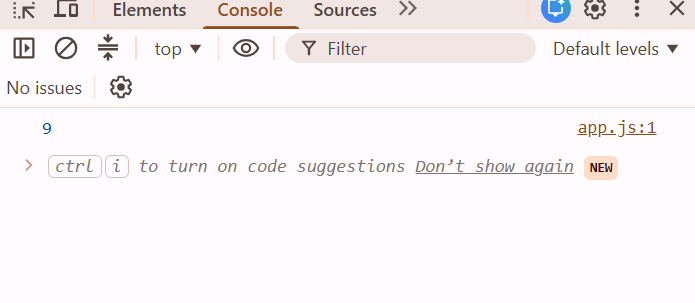 Elements Console Sources
top Filter Default levels
No issues
9 app.js:1
ctrl i to turn on code suggestions Don’t show again NEW